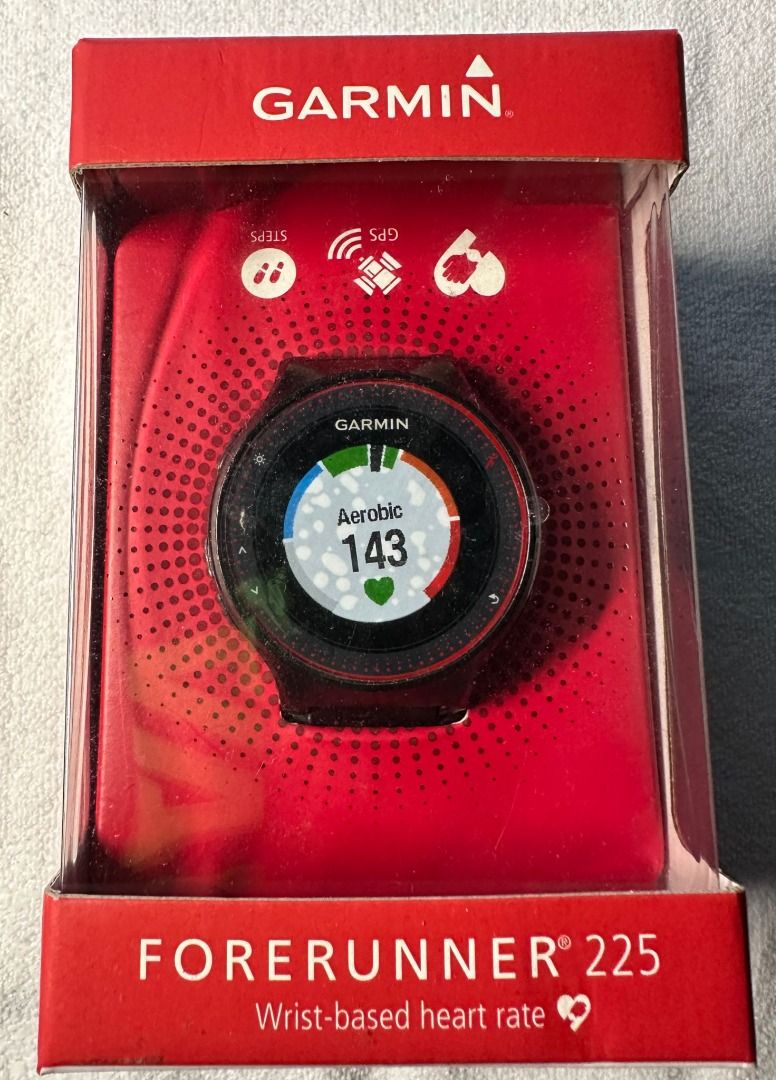 GARMIN®
STEPS GPS
GARMIN
Aerobic
143
FORERUNNER® 225
Wrist-based heart rate